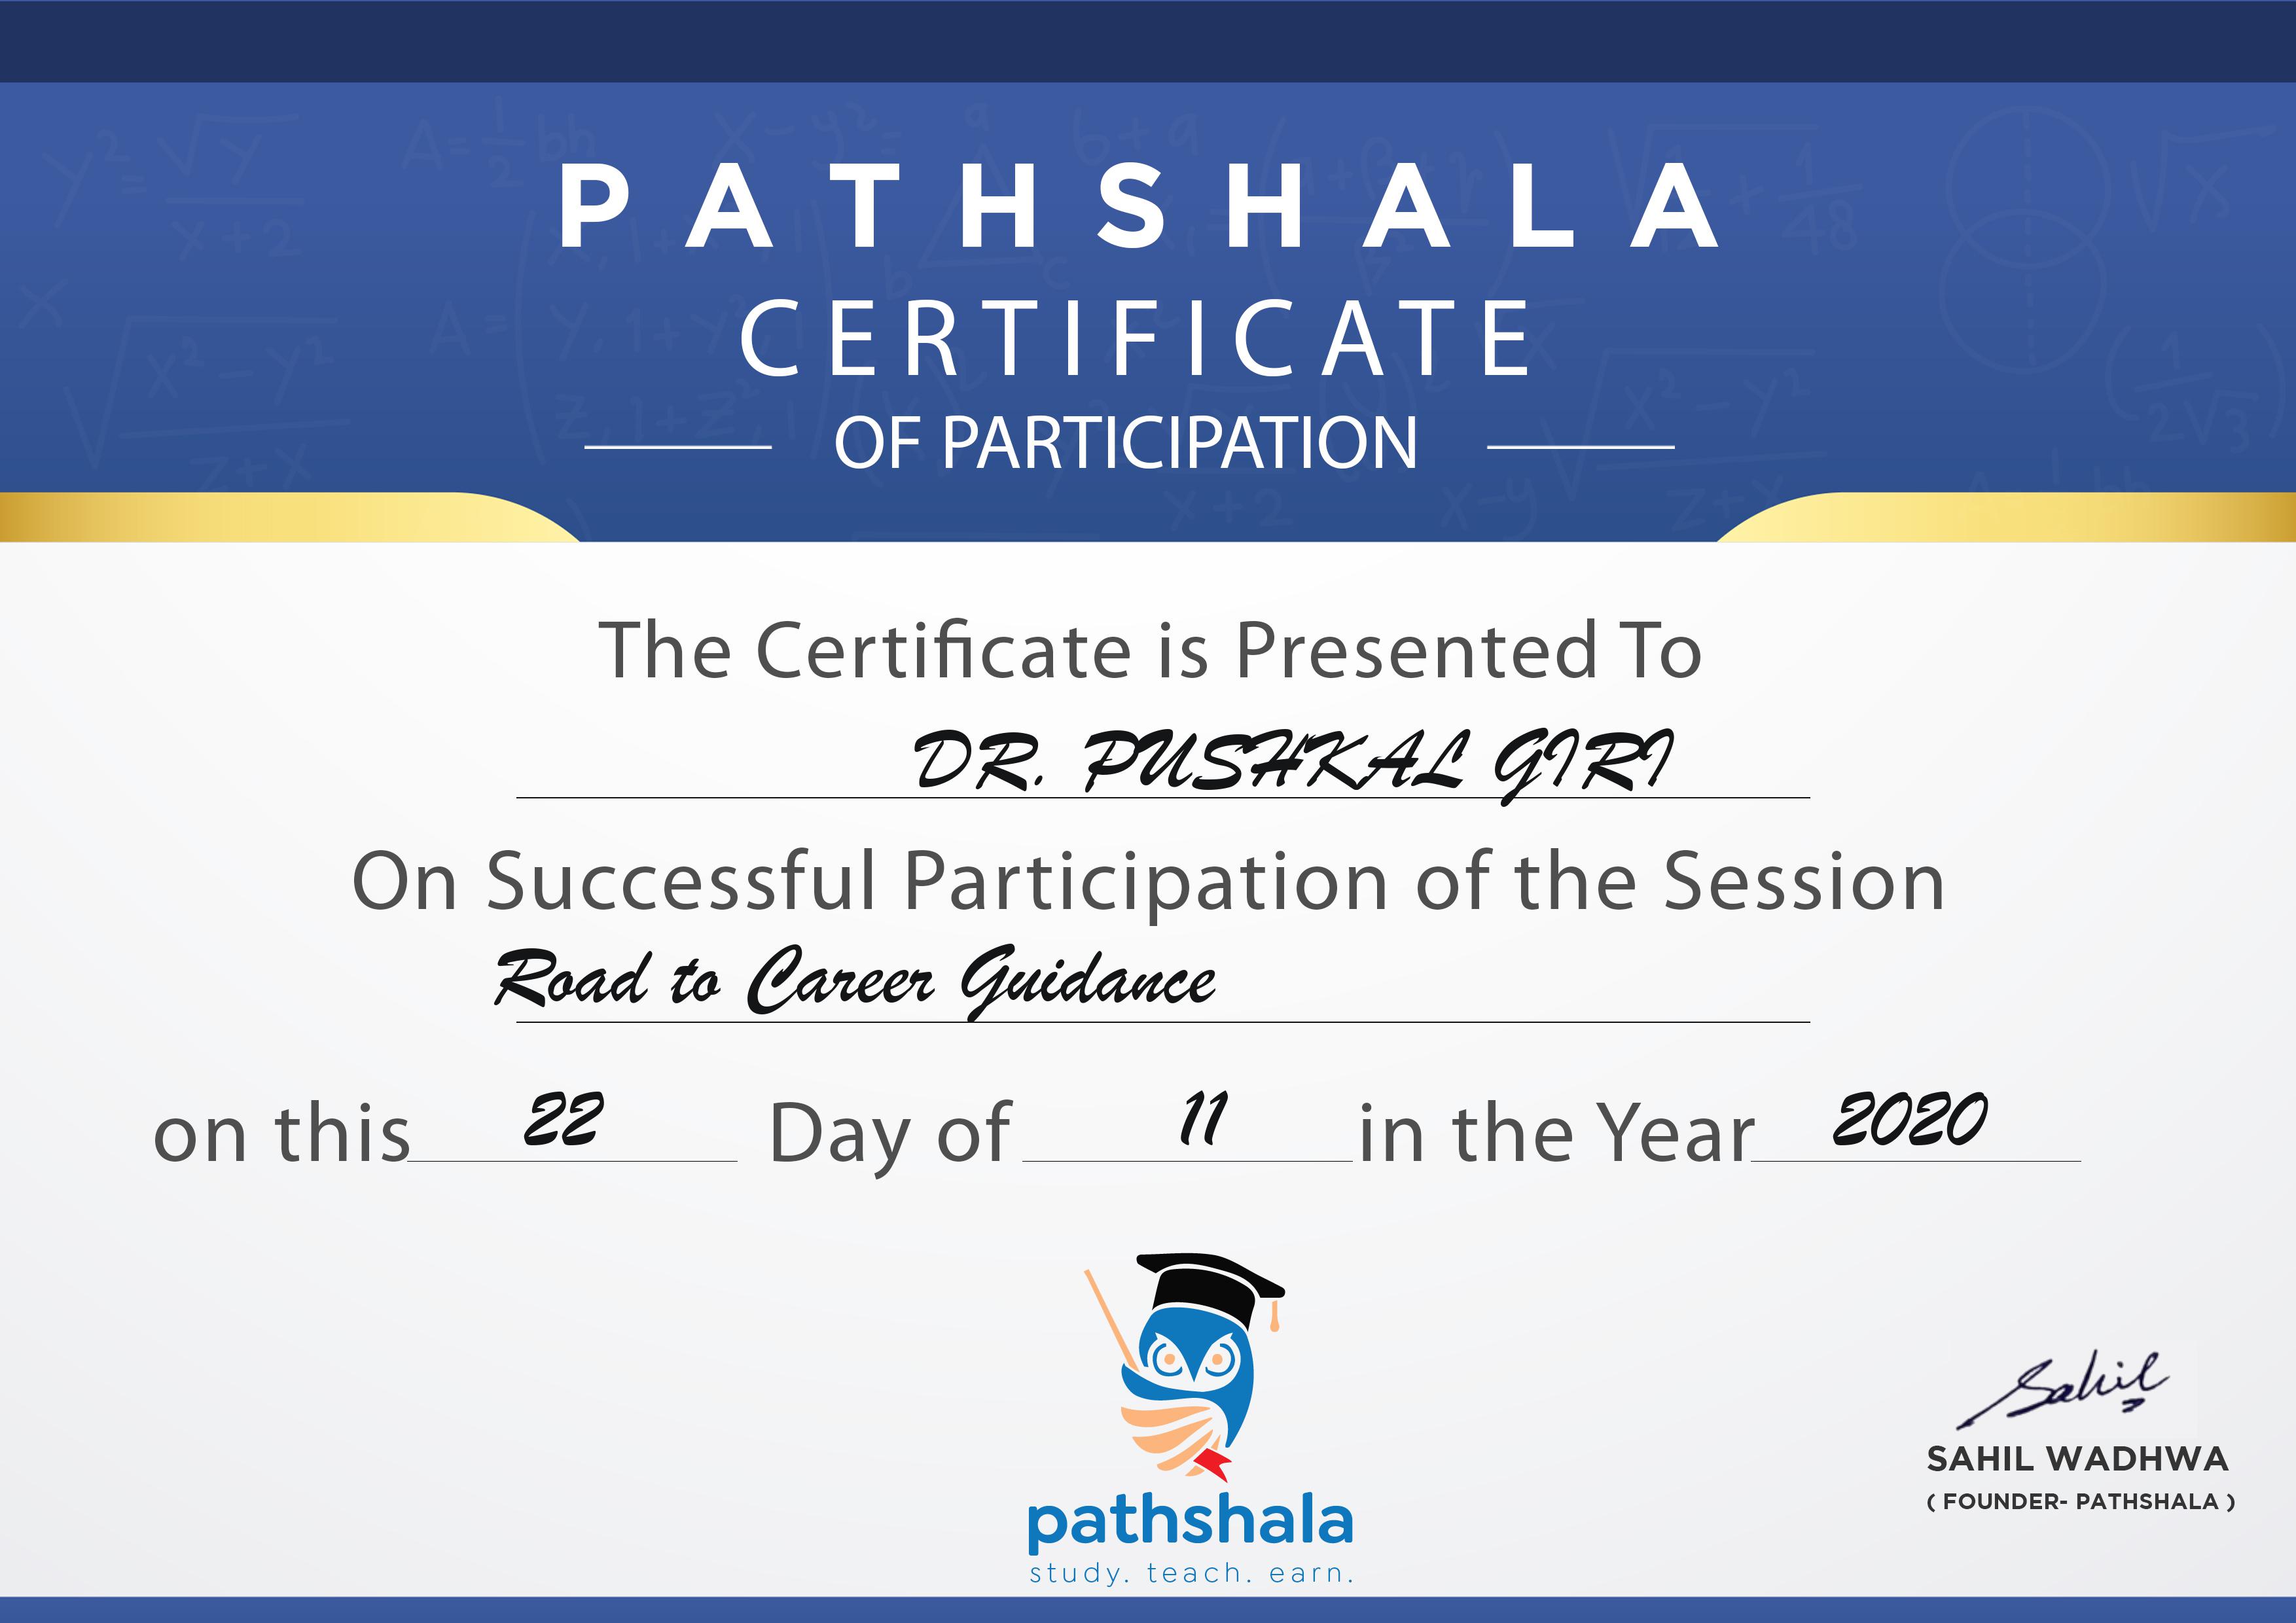 PATHSHALA
CERTIFICATE
OF PARTICIPATION
The Certificate is Presented To
DR. PUSHKAL GIRI
On Successful Participation of the Session
Road to Career Guidance
on this 22 Day of 11 in the Year 2020
Sahil
SAHIL WADHWA
( FOUNDER- PATHSHALA )
pathshala
study. teach. earn.